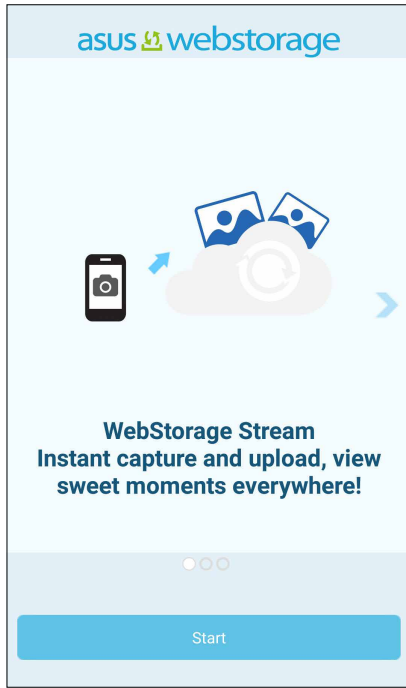 asus webstorage
WebStorage Stream
Instant capture and upload, view
sweet moments everywhere!
Start